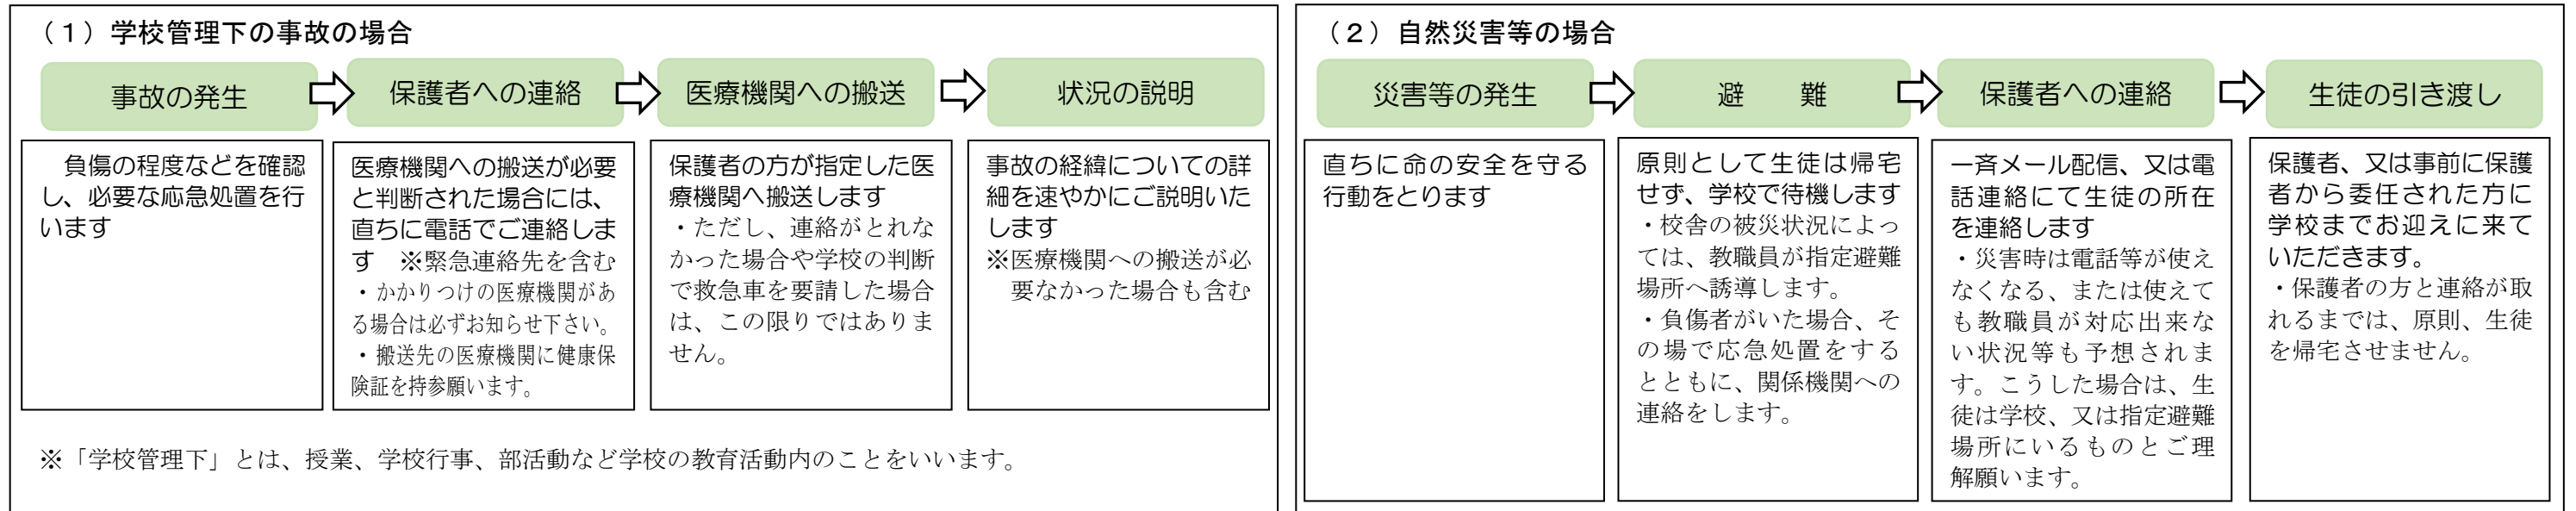 （１）学校管理下の事故の場合
事故の発生
保護者への連絡
医療機関への搬送
状況の説明
　負傷の程度などを確認
し、必要な応急処置を行
います
医療機関への搬送が必要
と判断された場合には、
直ちに電話でご連絡しま
す　※緊急連絡先を含む
・かかりつけの医療機関があ
る場合は必ずお知らせ下さい。
・搬送先の医療機関に健康保
険証を持参願います。
保護者の方が指定した医
療機関へ搬送します
・ただし、連絡がとれな
かった場合や学校の判断
で救急車を要請した場合
は、この限りではありま
せん。
事故の経緯についての詳
細を速やかにご説明いた
します
※医療機関への搬送が必
要なかった場合も含む
※「学校管理下」とは、授業、学校行事、部活動など学校の教育活動内のことをいいます。
（２）自然災害等の場合
災害等の発生
避　　難
保護者への連絡
生徒の引き渡し
直ちに命の安全を守る
行動をとります
原則として生徒は帰宅
せず、学校で待機します
・校舎の被災状況によっ
ては、教職員が指定避難
場所へ誘導します。
・負傷者がいた場合、そ
の場で応急処置をする
とともに、関係機関への
連絡をします。
一斉メール配信、又は電
話連絡にて生徒の所在
を連絡します
・災害時は電話等が使え
なくなる、または使えて
も教職員が対応出来な
い状況等も予想されま
す。こうした場合は、生
徒は学校、又は指定避難
場所にいるものとご理
解願います。
保護者、又は事前に保護
者から委任された方に
学校までお迎えに来て
いただきます。
・保護者の方と連絡が取
れるまでは、原則、生徒
を帰宅させません。